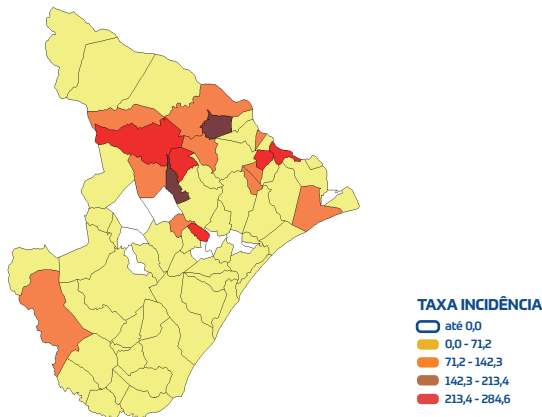 TAXA INCIDÊNCIA
até 0,0
0,0 - 71,2
71,2 - 142,3
142,3 - 213,4
213,4 - 284,6